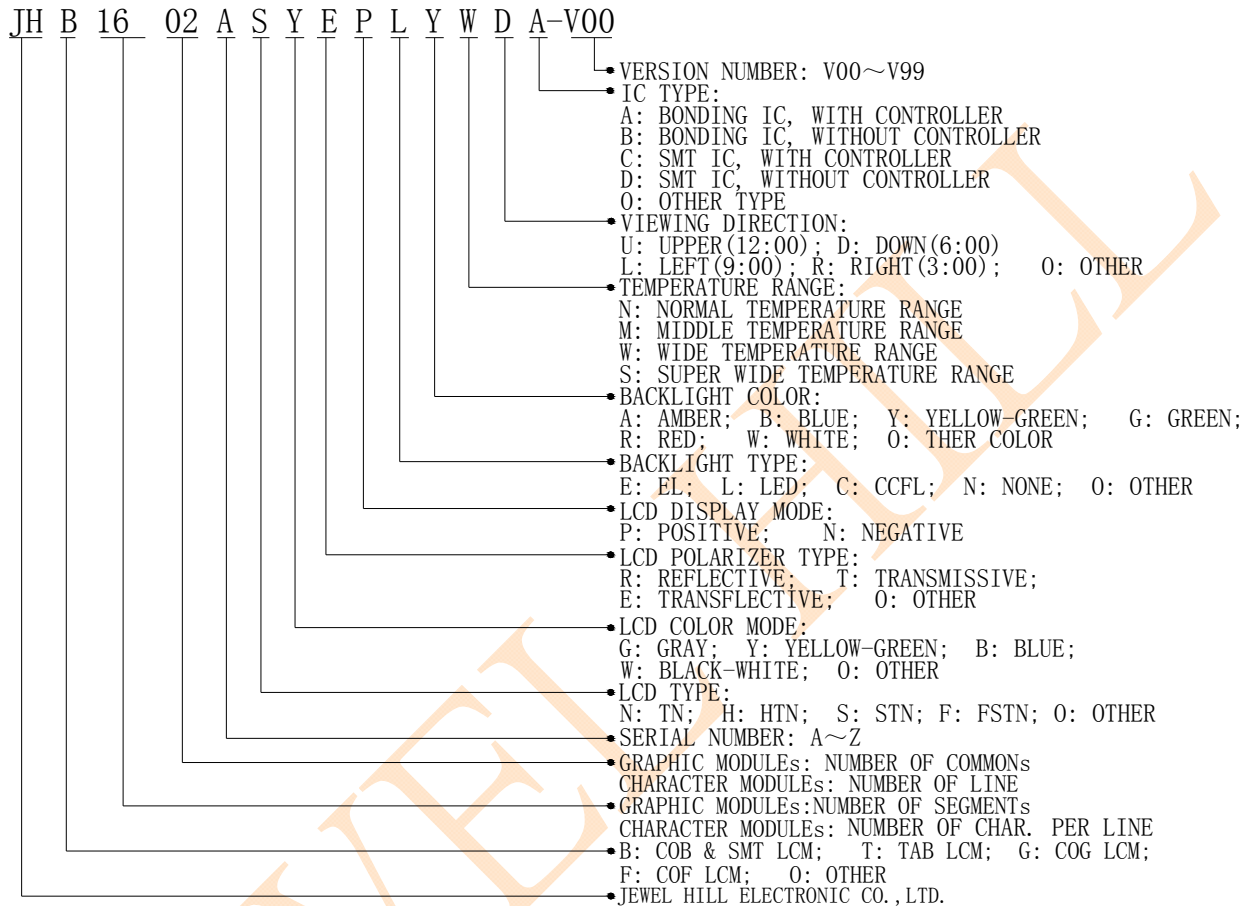 JH B 16 02 A S Y E P L Y W D A-V00
VERSION NUMBER: V00～V99
IC TYPE:
A: BONDING IC, WITH CONTROLLER
B: BONDING IC, WITHOUT CONTROLLER
C: SMT IC, WITH CONTROLLER
D: SMT IC, WITHOUT CONTROLLER
O: OTHER TYPE
VIEWING DIRECTION:
U: UPPER(12:00); D: DOWN(6:00)
L: LEFT(9:00); R: RIGHT(3:00); O: OTHER
TEMPERATURE RANGE:
N: NORMAL TEMPERATURE RANGE
M: MIDDLE TEMPERATURE RANGE
W: WIDE TEMPERATURE RANGE
S: SUPER WIDE TEMPERATURE RANGE
BACKLIGHT COLOR:
A: AMBER; B: BLUE; Y: YELLOW-GREEN; G: GREEN;
R: RED; W: WHITE; O: THER COLOR
BACKLIGHT TYPE:
E: EL; L: LED; C: CCFL; N: NONE; O: OTHER
LCD DISPLAY MODE:
P: POSITIVE; N: NEGATIVE
LCD POLARIZER TYPE:
R: REFLECTIVE; T: TRANSMISSIVE;
E: TRANSFLECTIVE; O: OTHER
LCD COLOR MODE:
G: GRAY; Y: YELLOW-GREEN; B: BLUE;
W: BLACK-WHITE; O: OTHER
LCD TYPE:
N: TN; H: HTN; S: STN; F: FSTN; O: OTHER
SERIAL NUMBER: A～Z
GRAPHIC MODULEs: NUMBER OF COMMONs
CHARACTER MODULEs: NUMBER OF LINE
GRAPHIC MODULEs:NUMBER OF SEGMENTs
CHARACTER MODULEs: NUMBER OF CHAR. PER LINE
B: COB & SMT LCM; T: TAB LCM; G: COG LCM;
F: COF LCM; O: OTHER
JEWEL HILL ELECTRONIC CO.,LTD.
VEL HILL